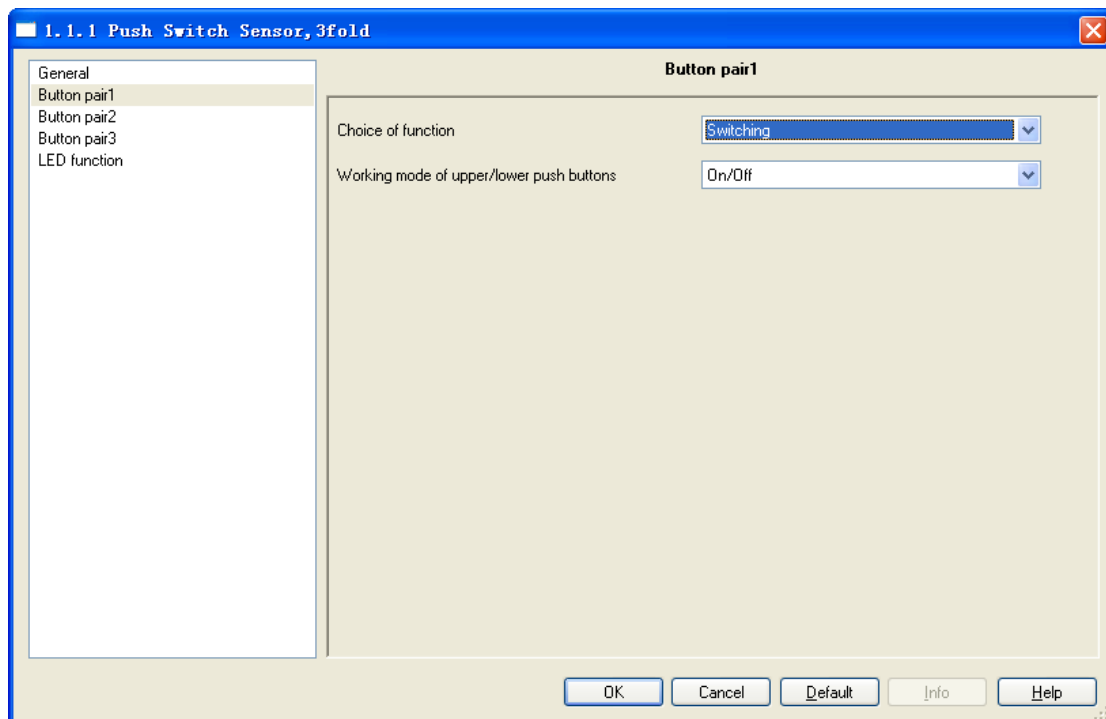 1.1.1 Push Switch Sensor,3fold
General
Button pair1
Button pair2
Button pair3
LED function
Button pair1
Choice of function Switching
Working mode of upper/lower push buttons On/Off
OK Cancel Default Info Help